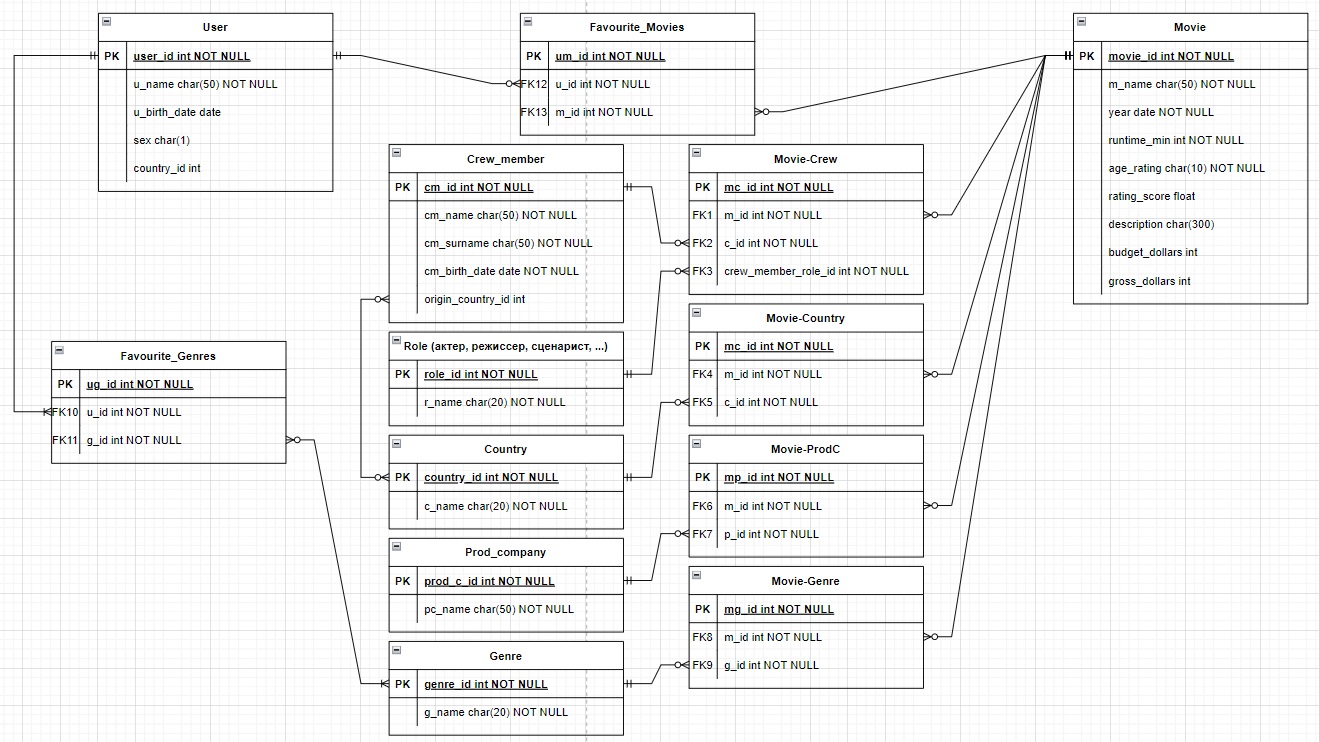 User
PK user_id int NOT NULL
u_name char(50) NOT NULL
u_birth_date date
sex char(1)
country_id int
Favourite_Movies
PK um_id int NOT NULL
FK12 u_id int NOT NULL
FK13 m_id int NOT NULL
Movie
PK movie_id int NOT NULL
m_name char(50) NOT NULL
year date NOT NULL
runtime_min int NOT NULL
age_rating char(10) NOT NULL
rating_score float
description char(300)
budget_dollars int
gross_dollars int
Crew_member
PK cm_id int NOT NULL
cm_name char(50) NOT NULL
cm_surname char(50) NOT NULL
cm_birth_date date NOT NULL
origin_country_id int
Movie-Crew
PK mc_id int NOT NULL
FK1 m_id int NOT NULL
FK2 c_id int NOT NULL
FK3 crew_member_role_id int NOT NULL
Role (актер, режиссер, сценарист, ...)
PK role_id int NOT NULL
r_name char(20) NOT NULL
Movie-Country
PK mc_id int NOT NULL
FK4 m_id int NOT NULL
FK5 c_id int NOT NULL
Favourite_Genres
PK ug_id int NOT NULL
FK10 u_id int NOT NULL
FK11 g_id int NOT NULL
Country
PK country_id int NOT NULL
c_name char(20) NOT NULL
Movie-ProdC
PK mp_id int NOT NULL
FK6 m_id int NOT NULL
FK7 p_id int NOT NULL
Prod_company
PK prod_c_id int NOT NULL
pc_name char(50) NOT NULL
Movie-Genre
PK mg_id int NOT NULL
FK8 m_id int NOT NULL
FK9 g_id int NOT NULL
Genre
PK genre_id int NOT NULL
g_name char(20) NOT NULL